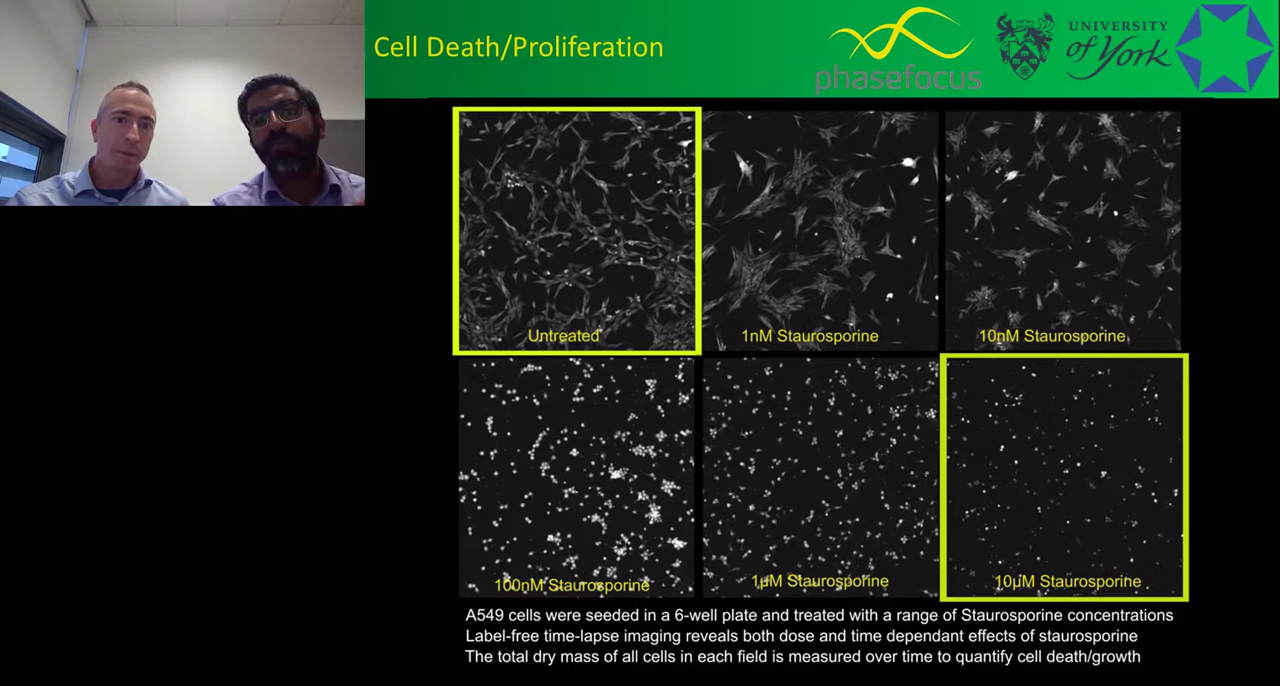 Cell Death/Proliferation
phasefocus
UNIVERSITY
of York
Untreated
1nM Staurosporine
10nM Staurosporine
100nM Staurosporine
1µM Staurosporine
10µM Staurosporine
A549 cells were seeded in a 6-well plate and treated with a range of Staurosporine concentrations
Label-free time-lapse imaging reveals both dose and time dependant effects of staurosporine
The total dry mass of all cells in each field is measured over time to quantify cell death/growth